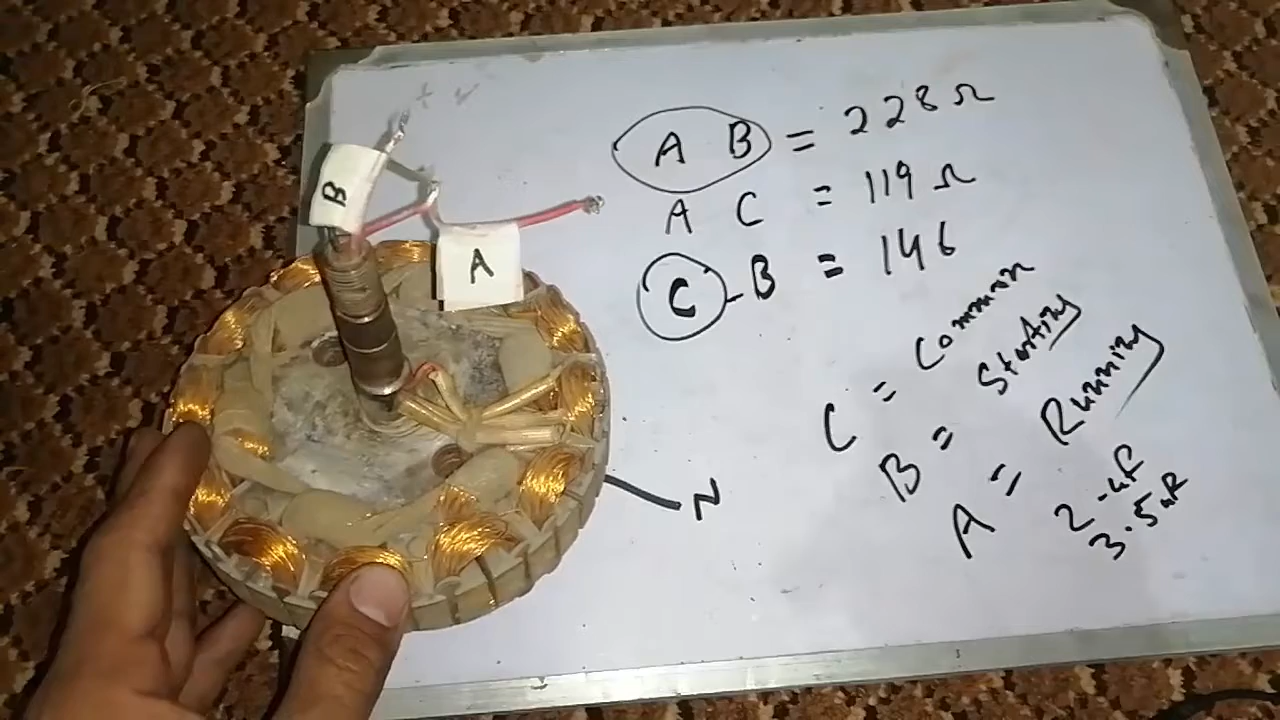 A B = 228 Ω
A C = 119 Ω
C - B = 146
C = Common
B = Starting
A = Running
2-uF
3.5uF
B
A
N